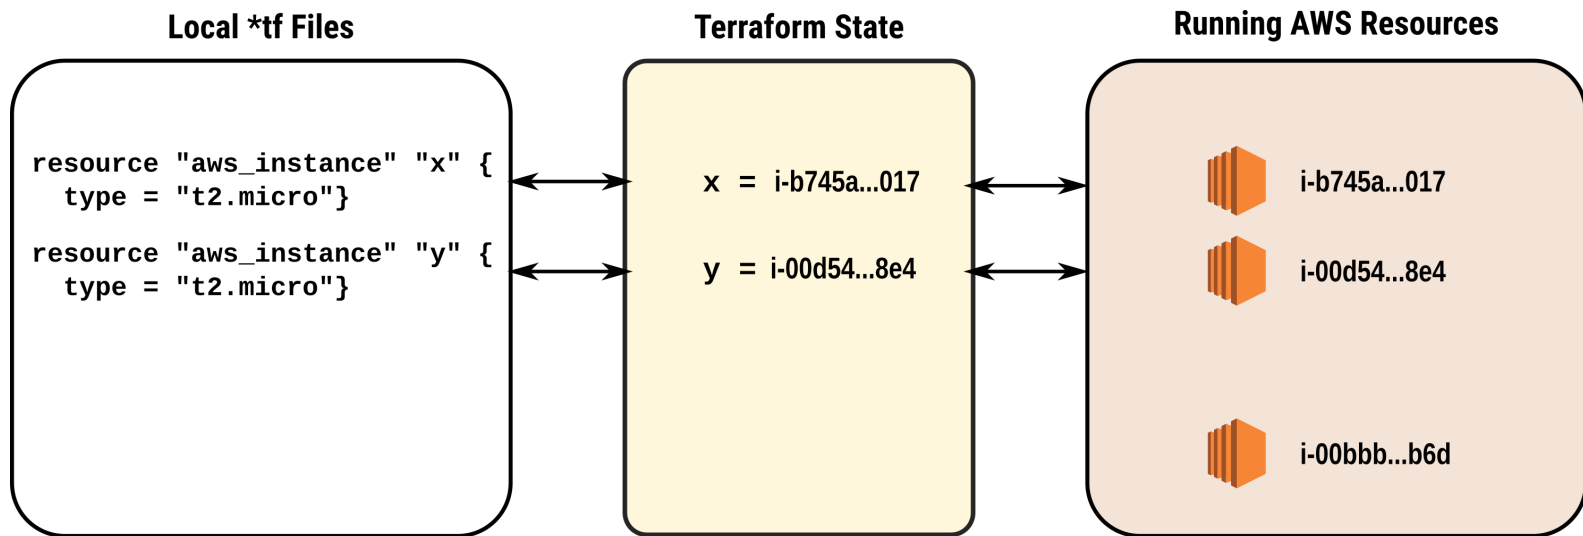 Local *tf Files
resource "aws_instance" "x" {
type = "t2.micro"}
resource "aws_instance" "y" {
type = "t2.micro"}
Terraform State
x = i-b745a...017
y = i-00d54...8e4
Running AWS Resources
i-b745a...017
i-00d54...8e4
i-00bbb...b6d